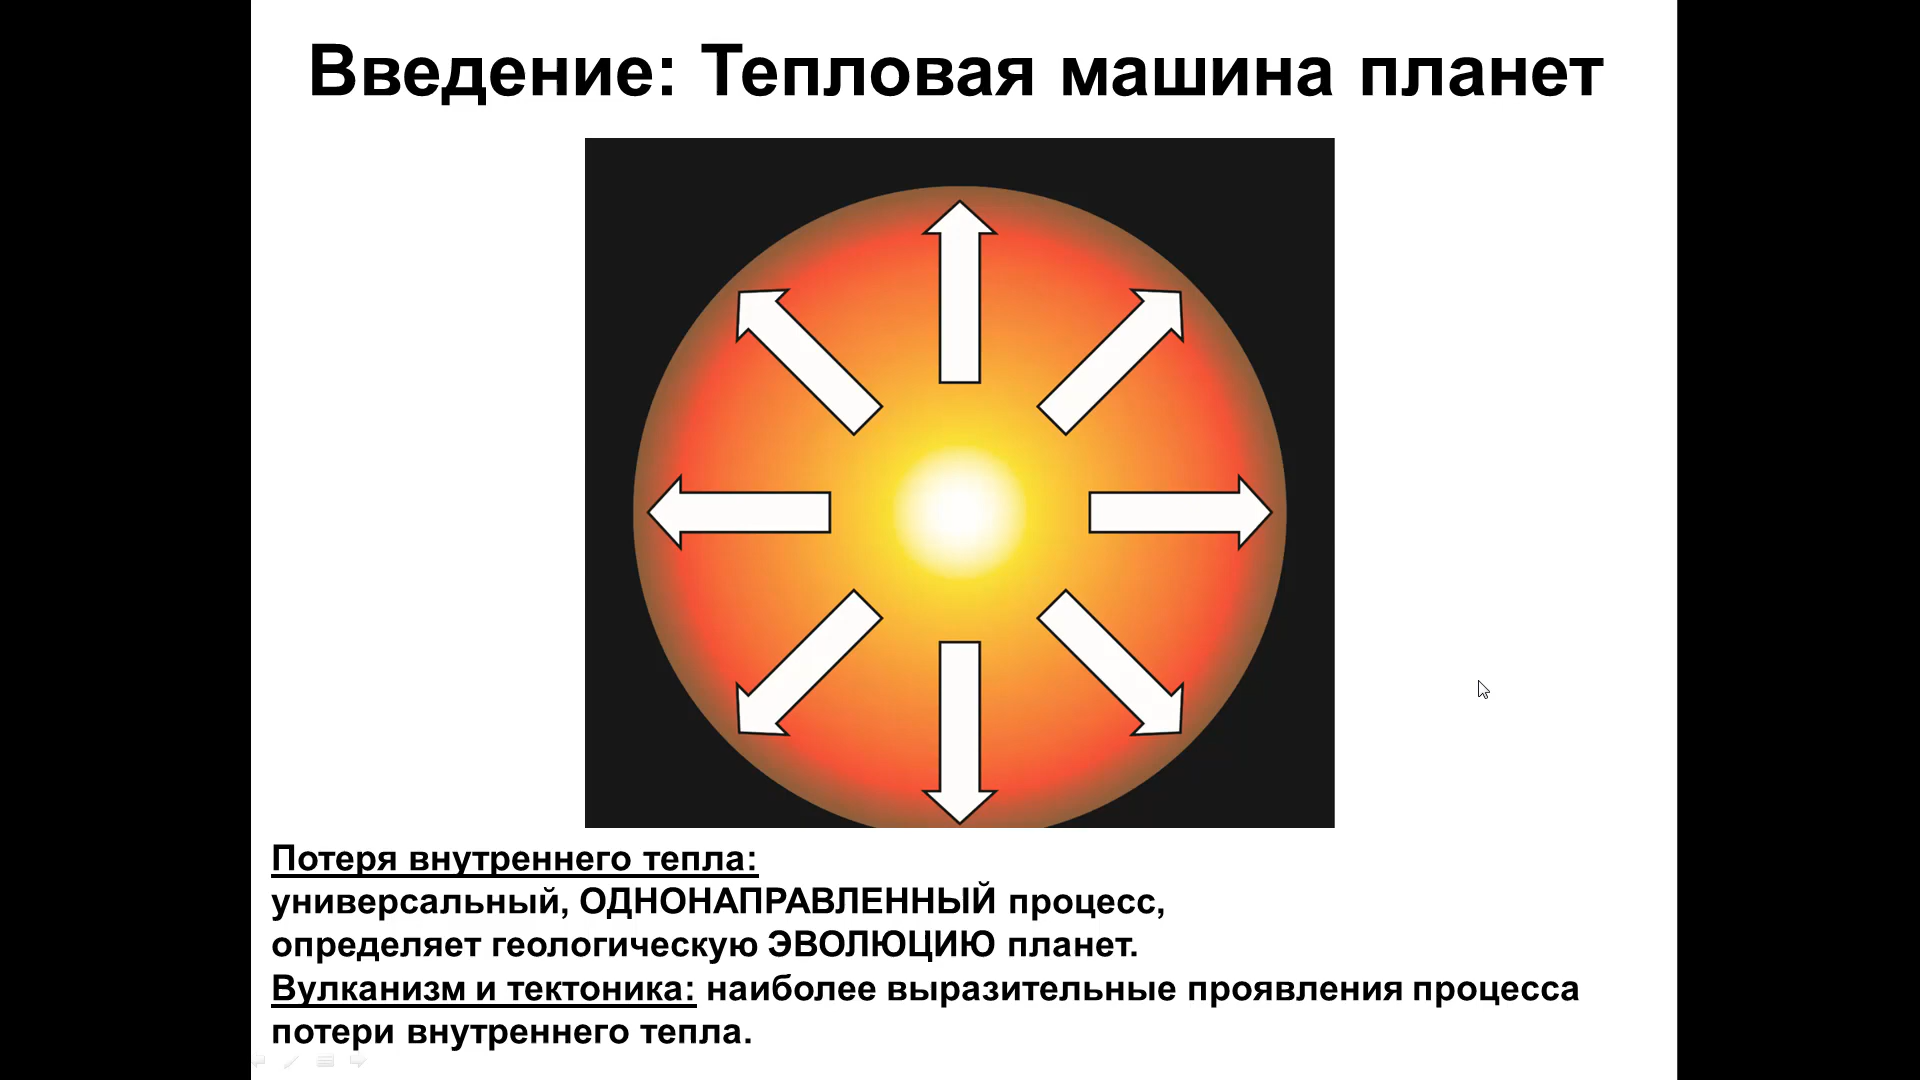 Введение: Тепловая машина планет
Потеря внутреннего тепла:
универсальный, ОДНОНАПРАВЛЕННЫЙ процесс,
определяет геологическую ЭВОЛЮЦИЮ планет.
Вулканизм и тектоника: наиболее выразительные проявления процесса
потери внутреннего тепла.